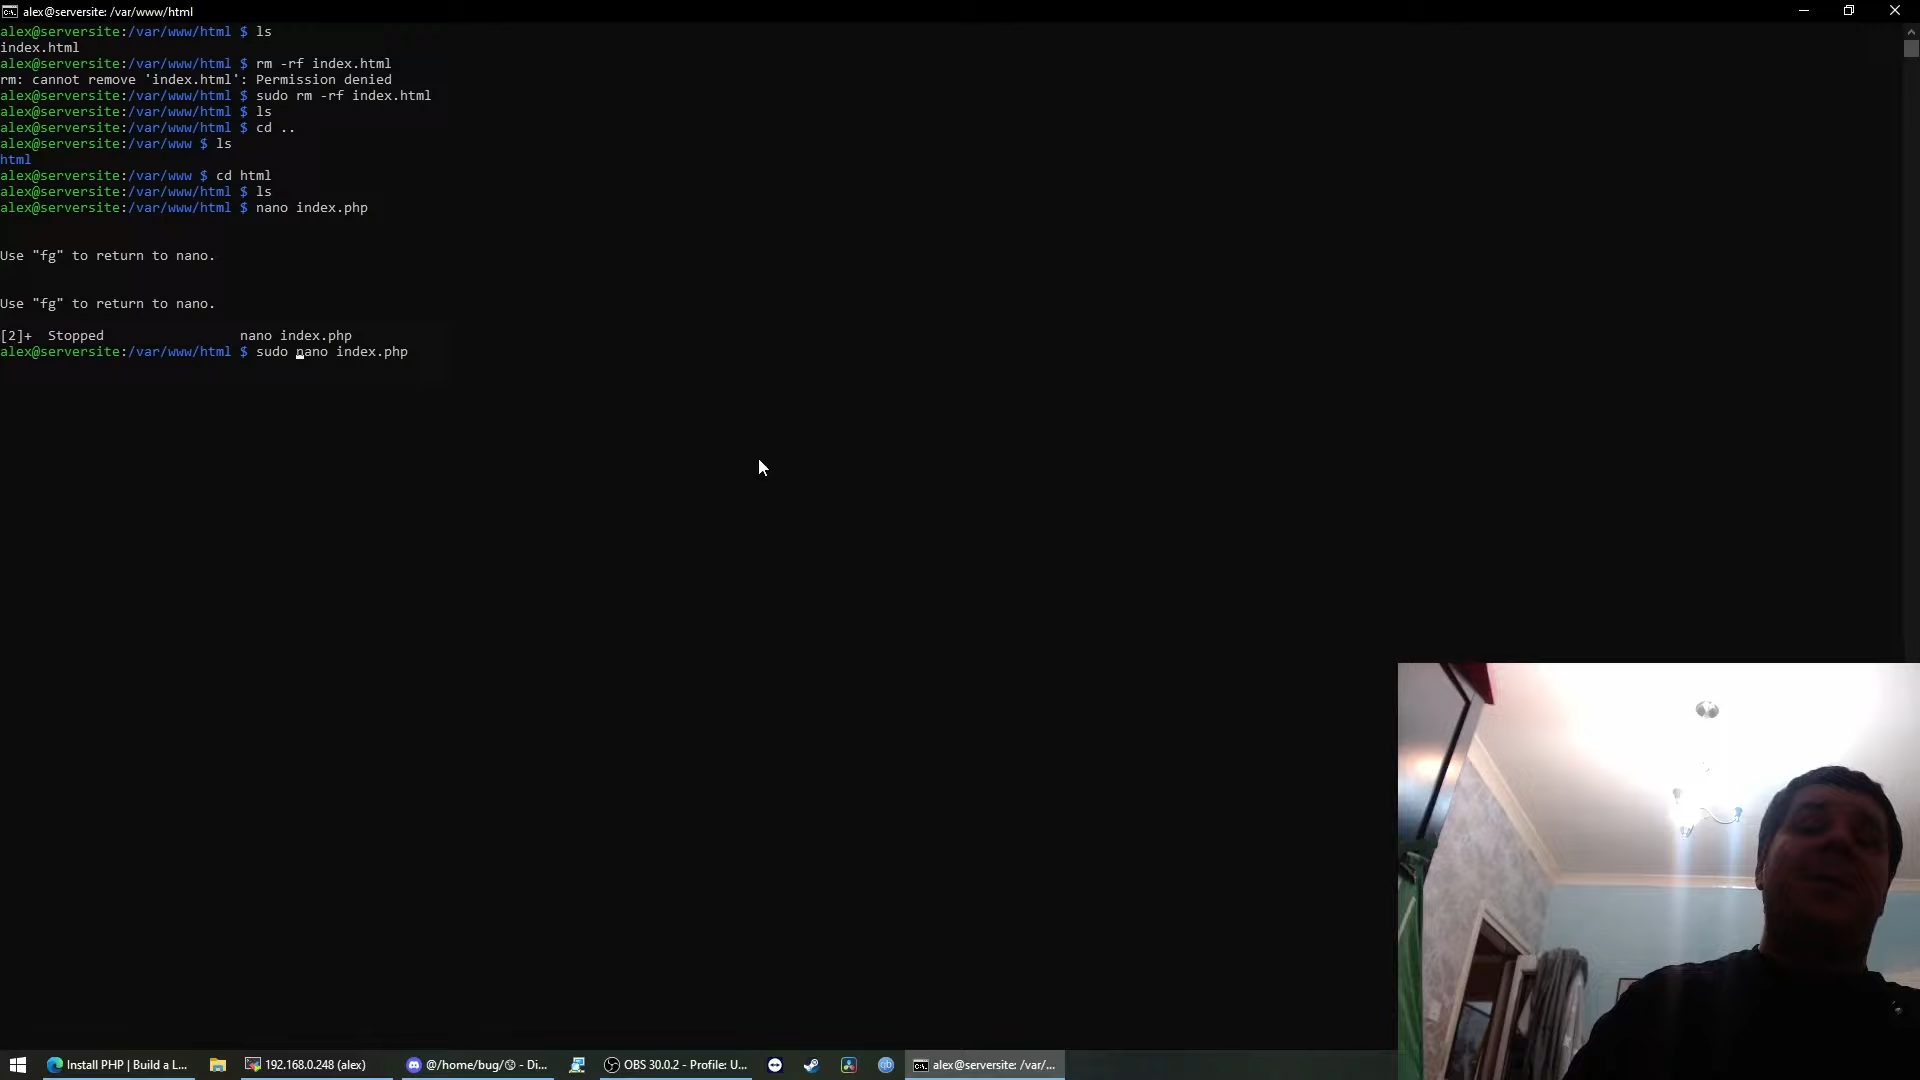 alex@serversite: /var/www/html
alex@serversite:/var/www/html $ ls
index.html
alex@serversite:/var/www/html $ rm -rf index.html
rm: cannot remove 'index.html': Permission denied
alex@serversite:/var/www/html $ sudo rm -rf index.html
alex@serversite:/var/www/html $ ls
alex@serversite:/var/www/html $ cd ..
alex@serversite:/var/www $ ls
html
alex@serversite:/var/www $ cd html
alex@serversite:/var/www/html $ ls
alex@serversite:/var/www/html $ nano index.php
Use "fg" to return to nano.
Use "fg" to return to nano.
[2]+  Stopped                 nano index.php
alex@serversite:/var/www/html $ sudo nano index.php
Install PHP | Build a L... 192.168.0.248 (alex) @/home/bug/ - Di... OBS 30.0.2 - Profile: U... qb alex@serversite: /var/...